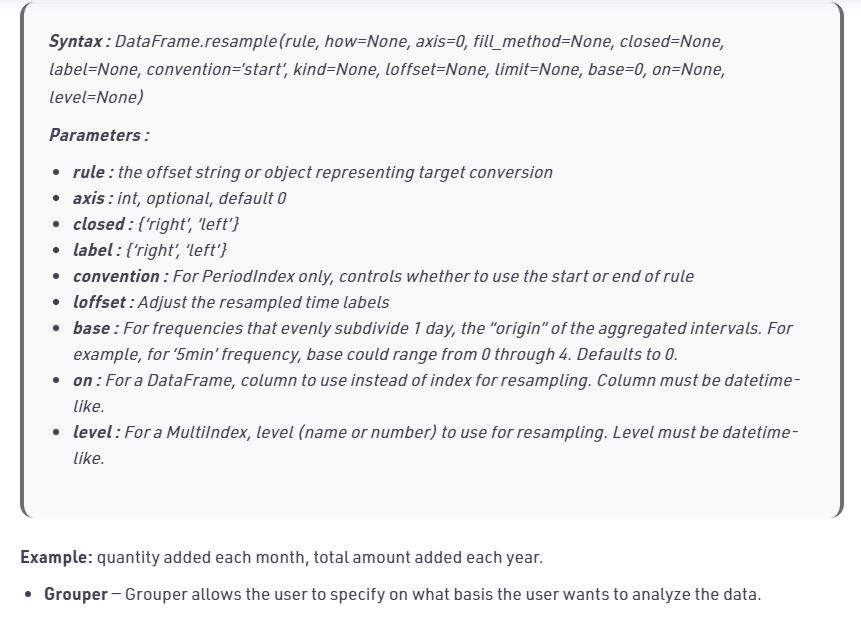 Syntax : DataFrame.resample(rule, how=None, axis=0, fill_method=None, closed=None,
label=None, convention=‘start’, kind=None, loffset=None, limit=None, base=0, on=None,
level=None)
Parameters :
• rule : the offset string or object representing target conversion
• axis : int, optional, default 0
• closed : {‘right’, ‘left’}
• label : {‘right’, ‘left’}
• convention : For PeriodIndex only, controls whether to use the start or end of rule
• loffset : Adjust the resampled time labels
• base : For frequencies that evenly subdivide 1 day, the “origin” of the aggregated intervals. For
example, for ‘5min’ frequency, base could range from 0 through 4. Defaults to 0.
• on : For a DataFrame, column to use instead of index for resampling. Column must be datetime-
like.
• level : For a MultiIndex, level (name or number) to use for resampling. Level must be datetime-
like.
Example: quantity added each month, total amount added each year.
• Grouper – Grouper allows the user to specify on what basis the user wants to analyze the data.